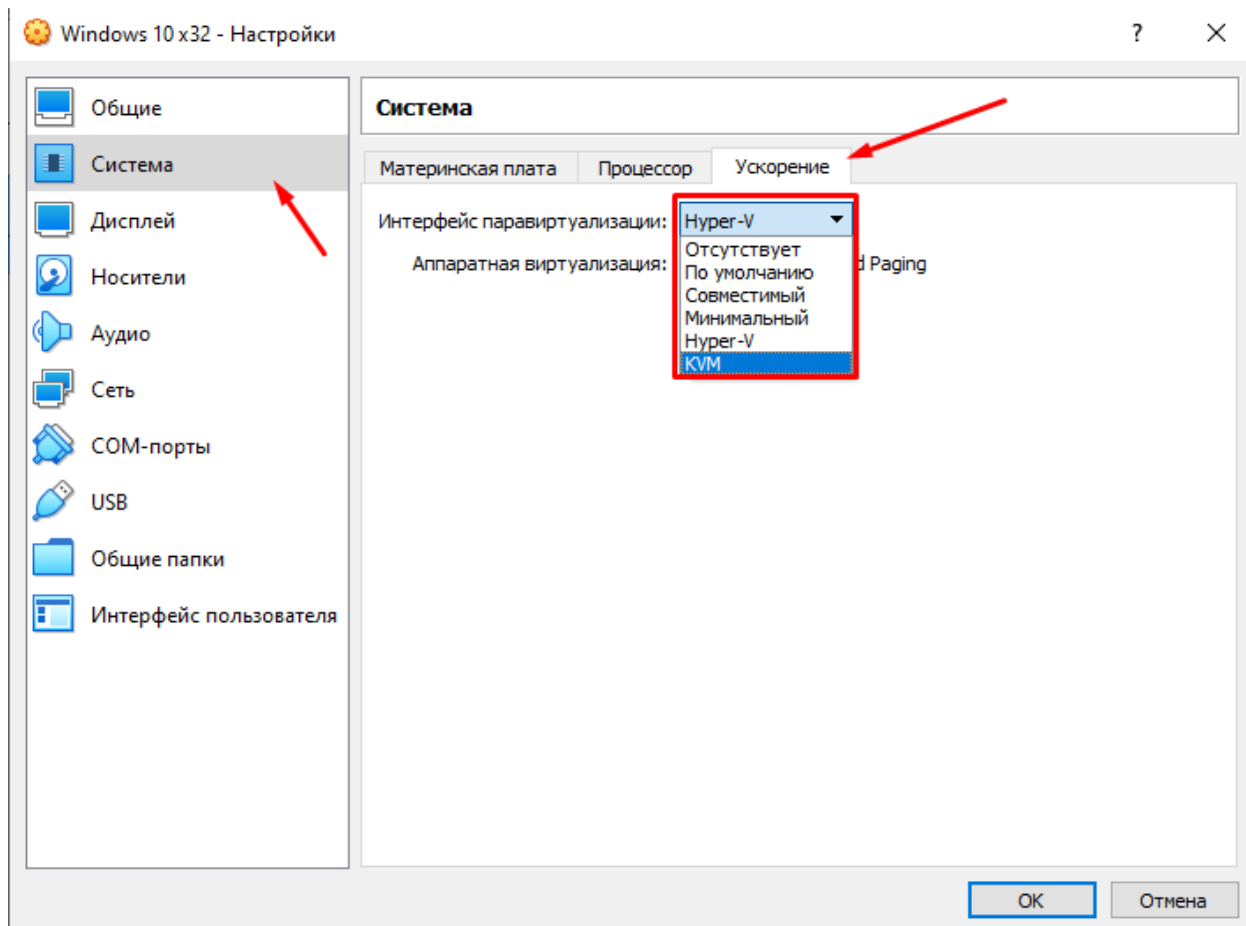 Windows 10 x32 - Настройки
?
Общие
Система
Дисплей
Носители
Аудио
Сеть
COM-порты
USB
Общие папки
Интерфейс пользователя
Система
Материнская плата Процессор Ускорение
Интерфейс паравиртуализации: Hyper-V
Аппаратная виртуализация: d Paging
Отсутствует
По умолчанию
Совместимый
Минимальный
Hyper-V
KVM
OK Отмена